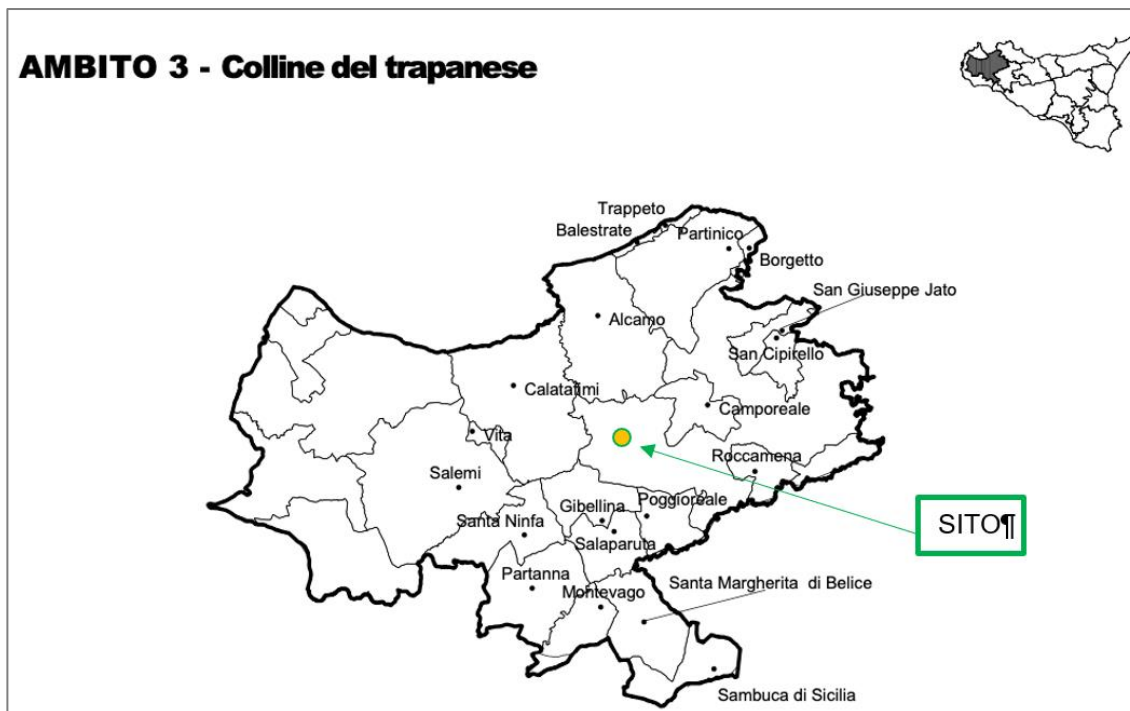 AMBITO 3 - Colline del trapanese
Trappeto
Balestrate
Partinico
Borgetto
San Giuseppe Jato
Alcamo
San Cipirello
Calatafimi
Camporeale
Vita
Roccamena
Salemi
Gibellina
Poggioreale
SITO¶
Santa Ninfa
Salaparuta
Partanna
Santa Margherita di Belice
Montevago
Sambuca di Sicilia